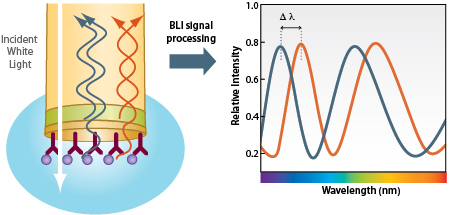 Incident
White
Light
BLI signal
processing
Δ λ
Relative Intensity
1.0
0.8
0.6
0.4
0.2
Wavelength (nm)